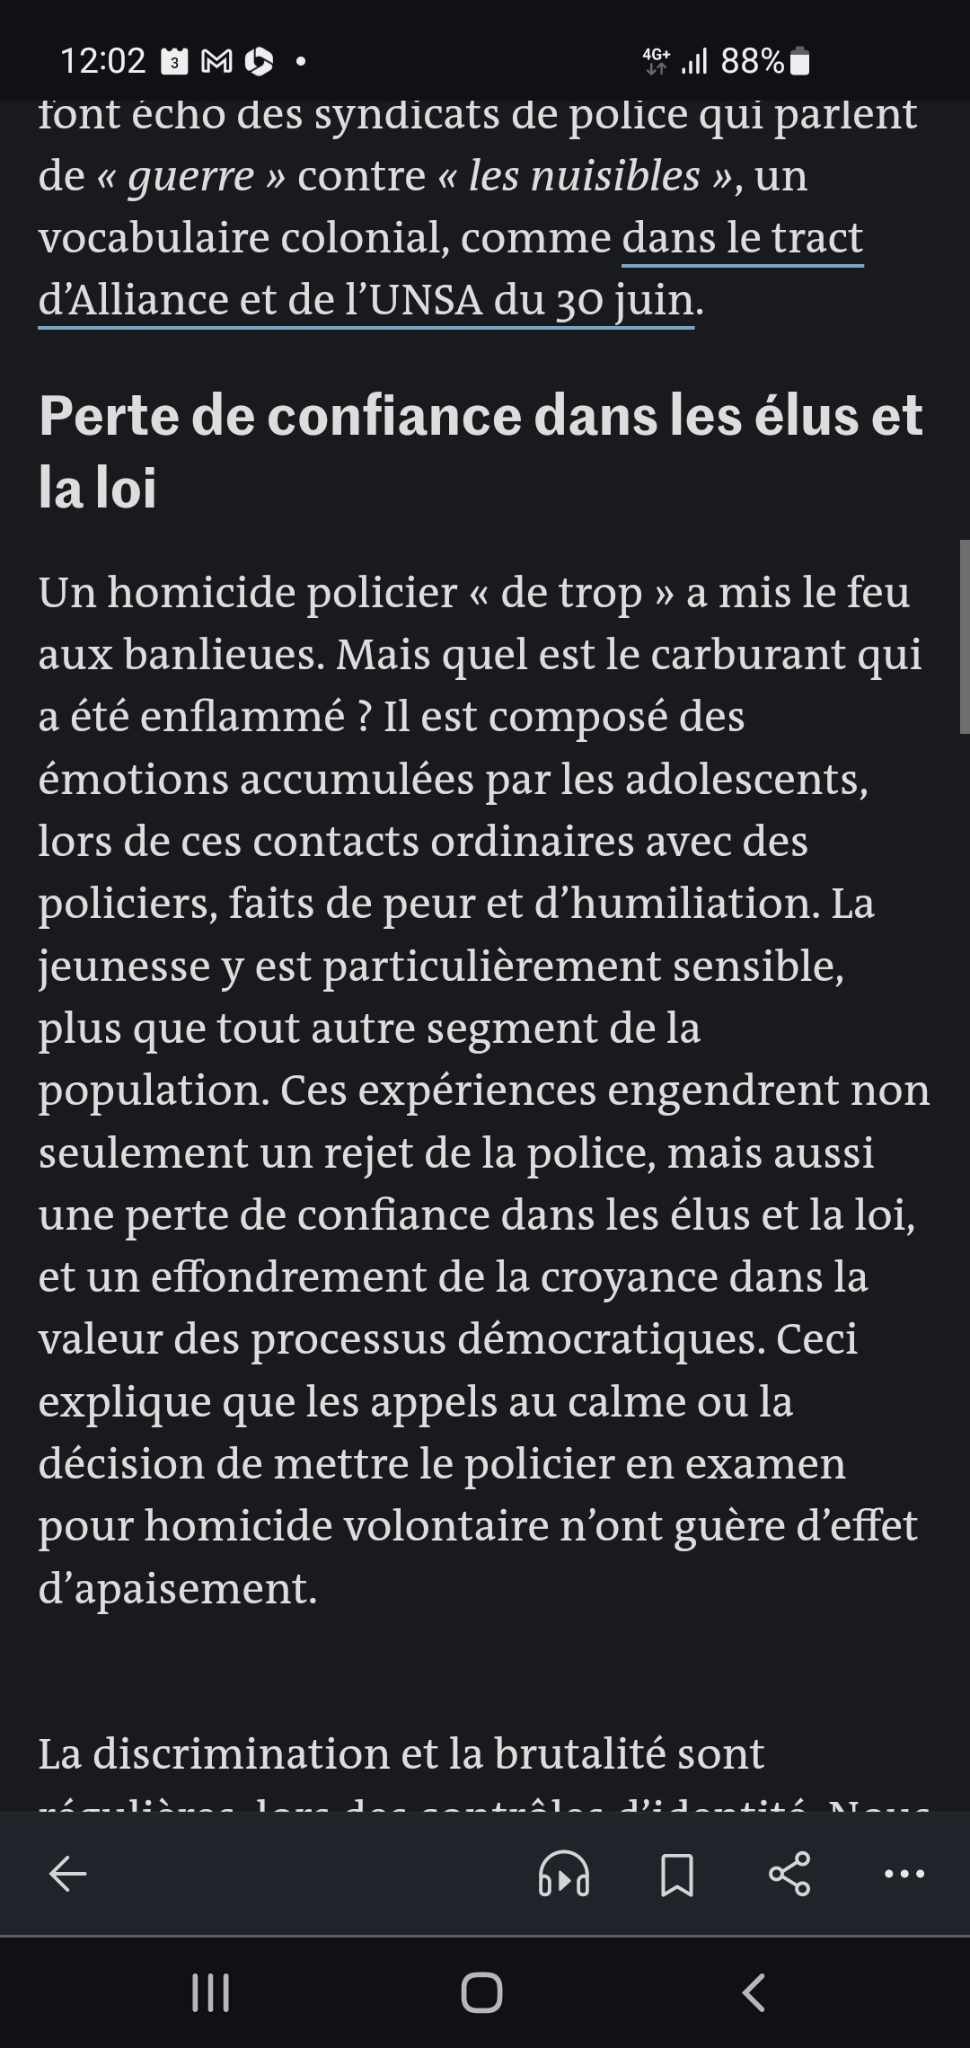 12:02 3 4G+ 88%
font écho des syndicats de police qui parlent
de « guerre » contre « les nuisibles », un
vocabulaire colonial, comme dans le tract
d’Alliance et de l’UNSA du 30 juin.
Perte de confiance dans les élus et
la loi
Un homicide policier « de trop » a mis le feu
aux banlieues. Mais quel est le carburant qui
a été enflammé ? Il est composé des
émotions accumulées par les adolescents,
lors de ces contacts ordinaires avec des
policiers, faits de peur et d’humiliation. La
jeunesse y est particulièrement sensible,
plus que tout autre segment de la
population. Ces expériences engendrent non
seulement un rejet de la police, mais aussi
une perte de confiance dans les élus et la loi,
et un effondrement de la croyance dans la
valeur des processus démocratiques. Ceci
explique que les appels au calme ou la
décision de mettre le policier en examen
pour homicide volontaire n’ont guère d’effet
d’apaisement.
La discrimination et la brutalité sont
régulières, lors des contrôles d’identité. Nous